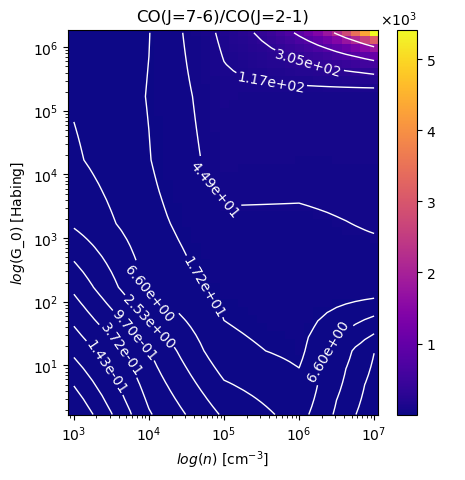 CO(J=7-6)/CO(J=2-1)
×10³
10⁶
10⁵
10⁴
10³
10²
10¹
log(G_0) [Habing]
3.05e+02
1.17e+02
4.49e+01
1.72e+01
6.60e+00
2.53e+00
9.70e-01
3.72e-01
1.43e-01
6.60e+00
10³
10⁴
10⁵
10⁶
10⁷
log(n) [cm⁻³]
5
4
3
2
1